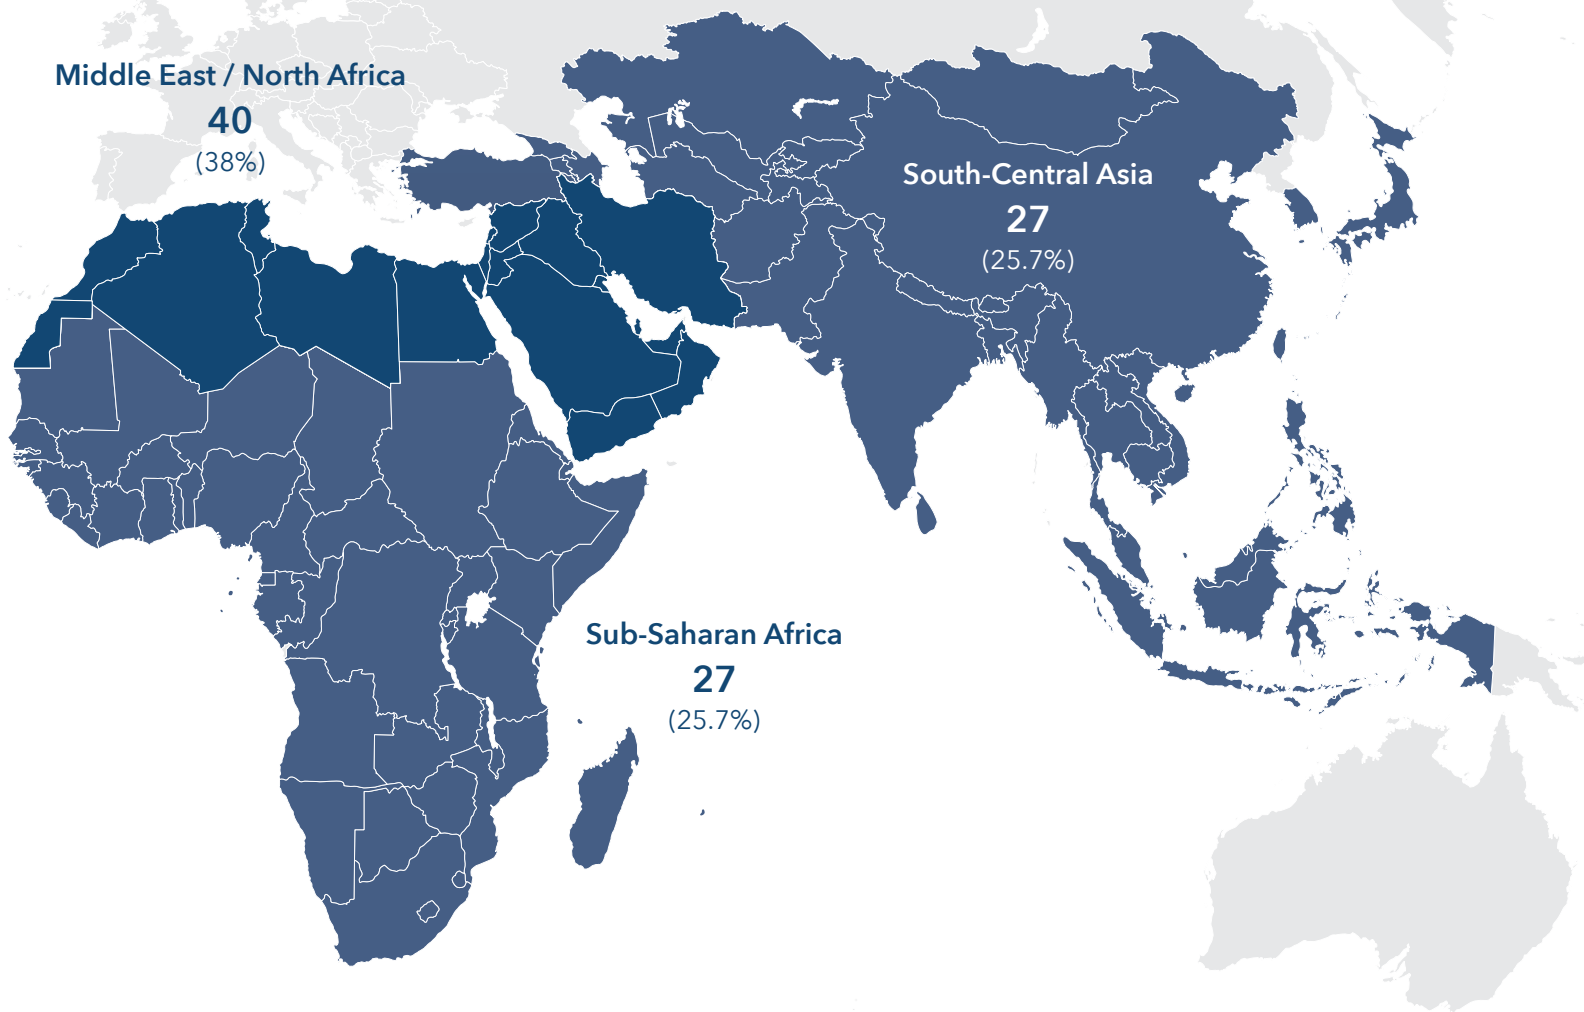 Middle East / North Africa
40
(38%)
South-Central Asia
27
(25.7%)
Sub-Saharan Africa
27
(25.7%)